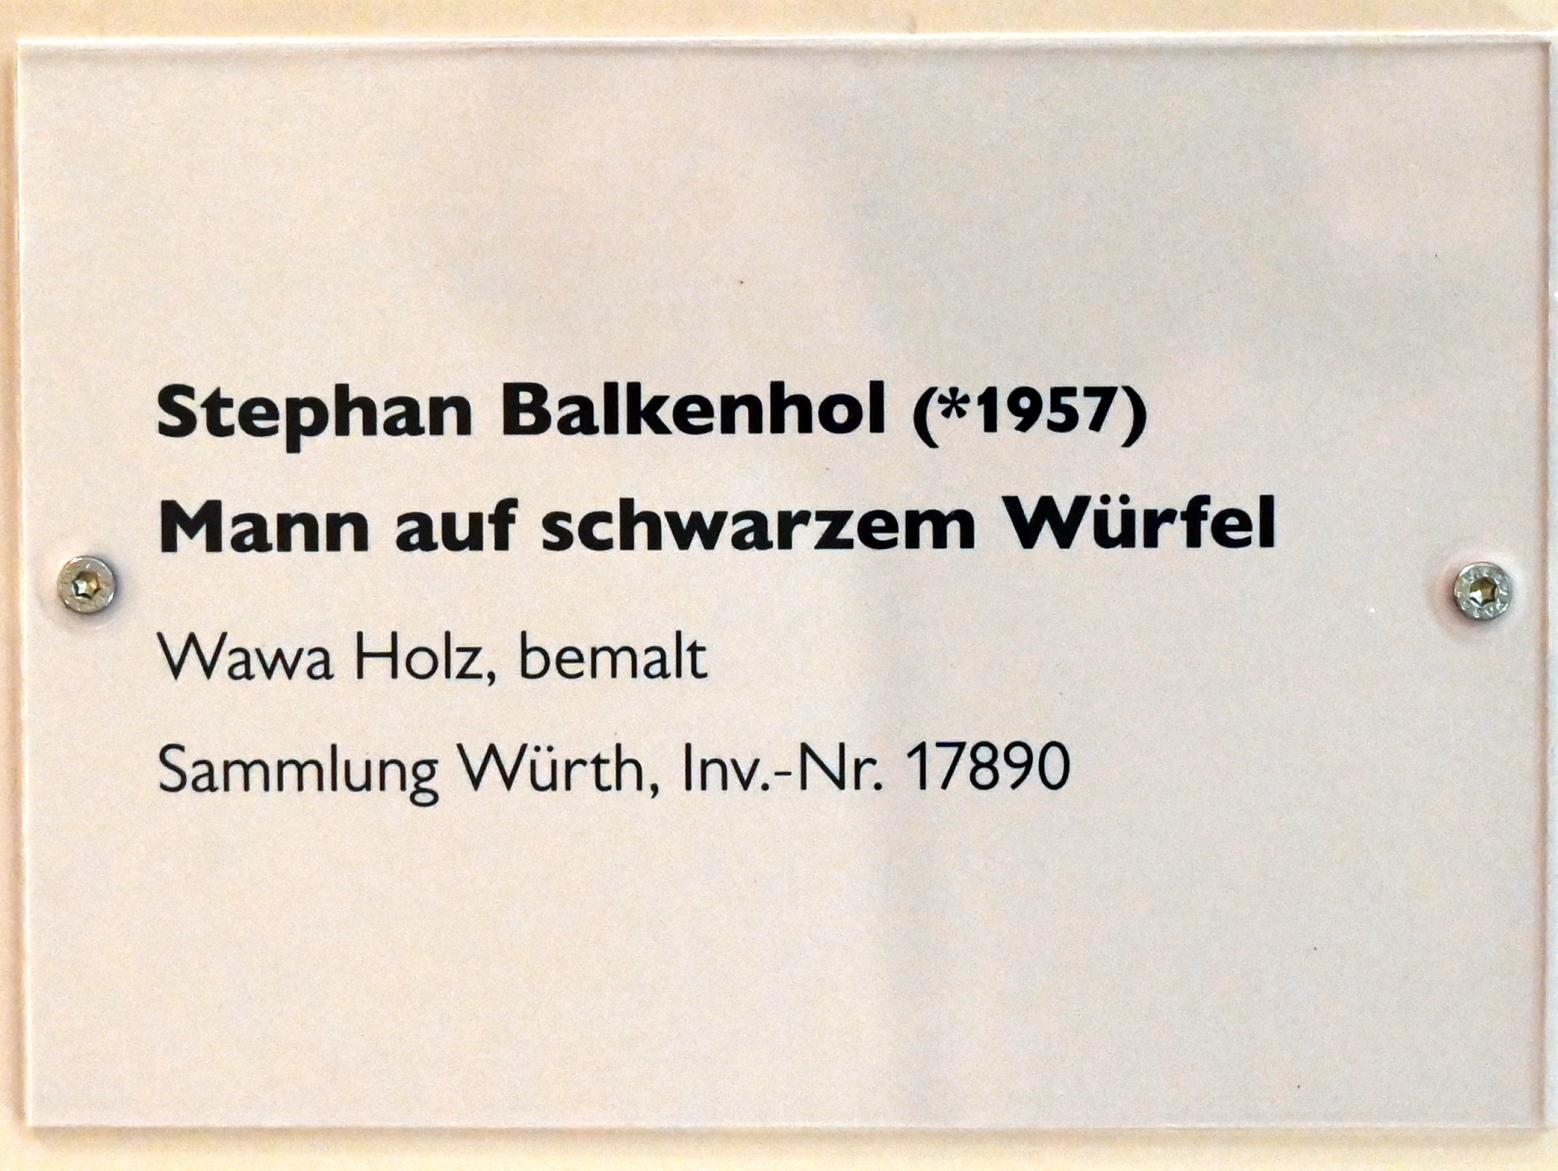 Stephan Balkenhol (*1957)
Mann auf schwarzem Würfel
Wawa Holz, bemalt
Sammlung Würth, Inv.-Nr. 17890